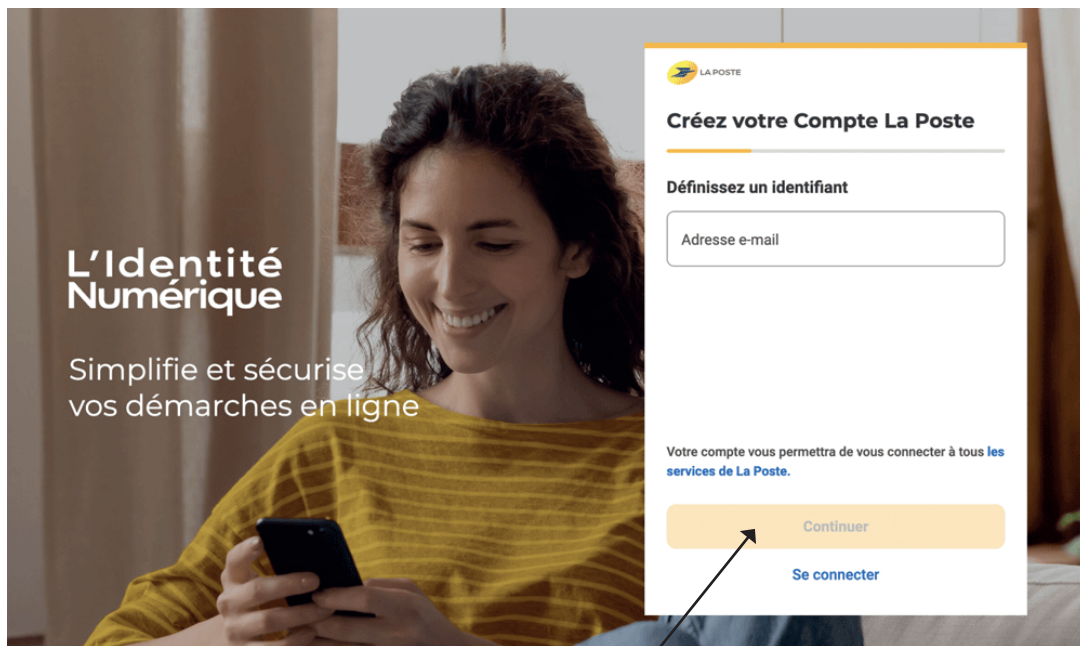 L'Identité
Numérique
Simplifie et sécurise
vos démarches en ligne
LA POSTE
Créez votre Compte La Poste
Définissez un identifiant
Adresse e-mail
Votre compte vous permettra de vous connecter à tous les
services de La Poste.
Continuer
Se connecter